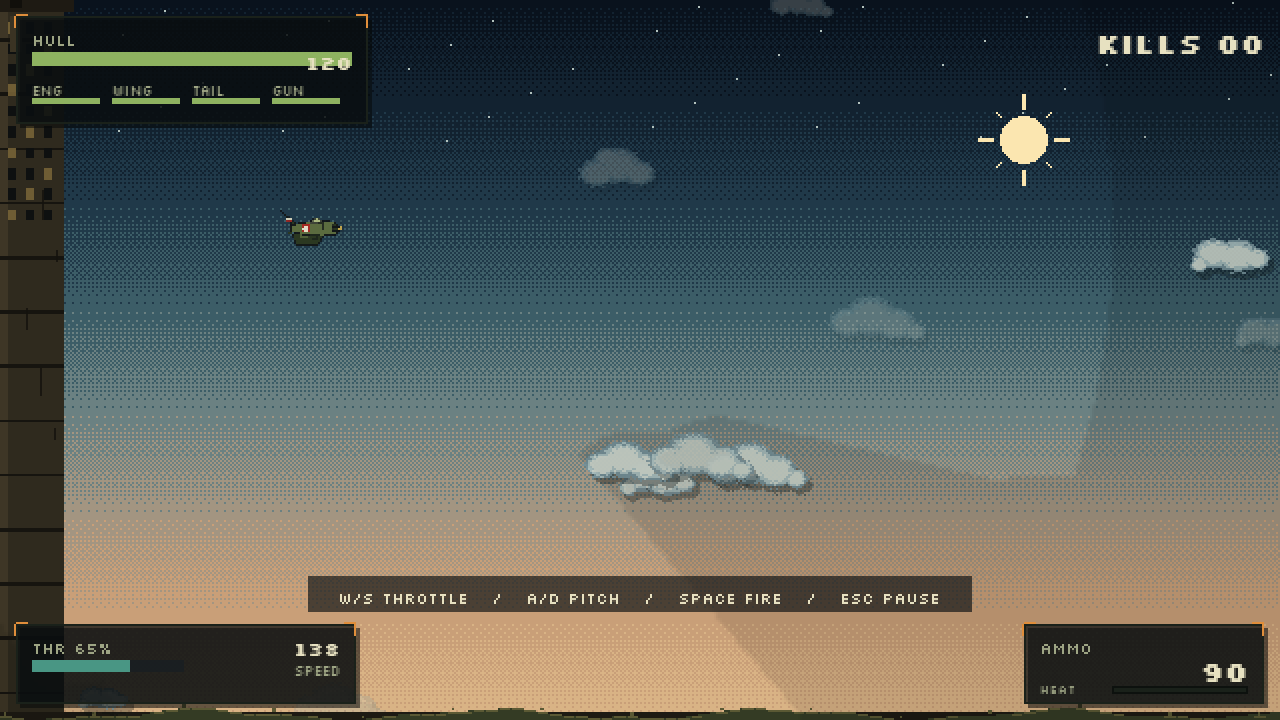 HULL
120
ENG WING TAIL GUN
KILLS 00
W/S THROTTLE / A/D PITCH / SPACE FIRE / ESC PAUSE
THR 65%
138
SPEED
AMMO
90
HEAT